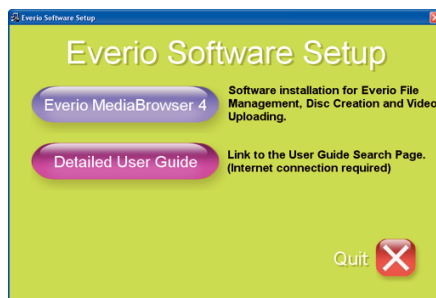 Everio Software Setup
Everio Software Setup
Everio MediaBrowser 4
Software installation for Everio File
Management, Disc Creation and Video
Uploading.
Detailed User Guide
Link to the User Guide Search Page.
(Internet connection required)
Quit